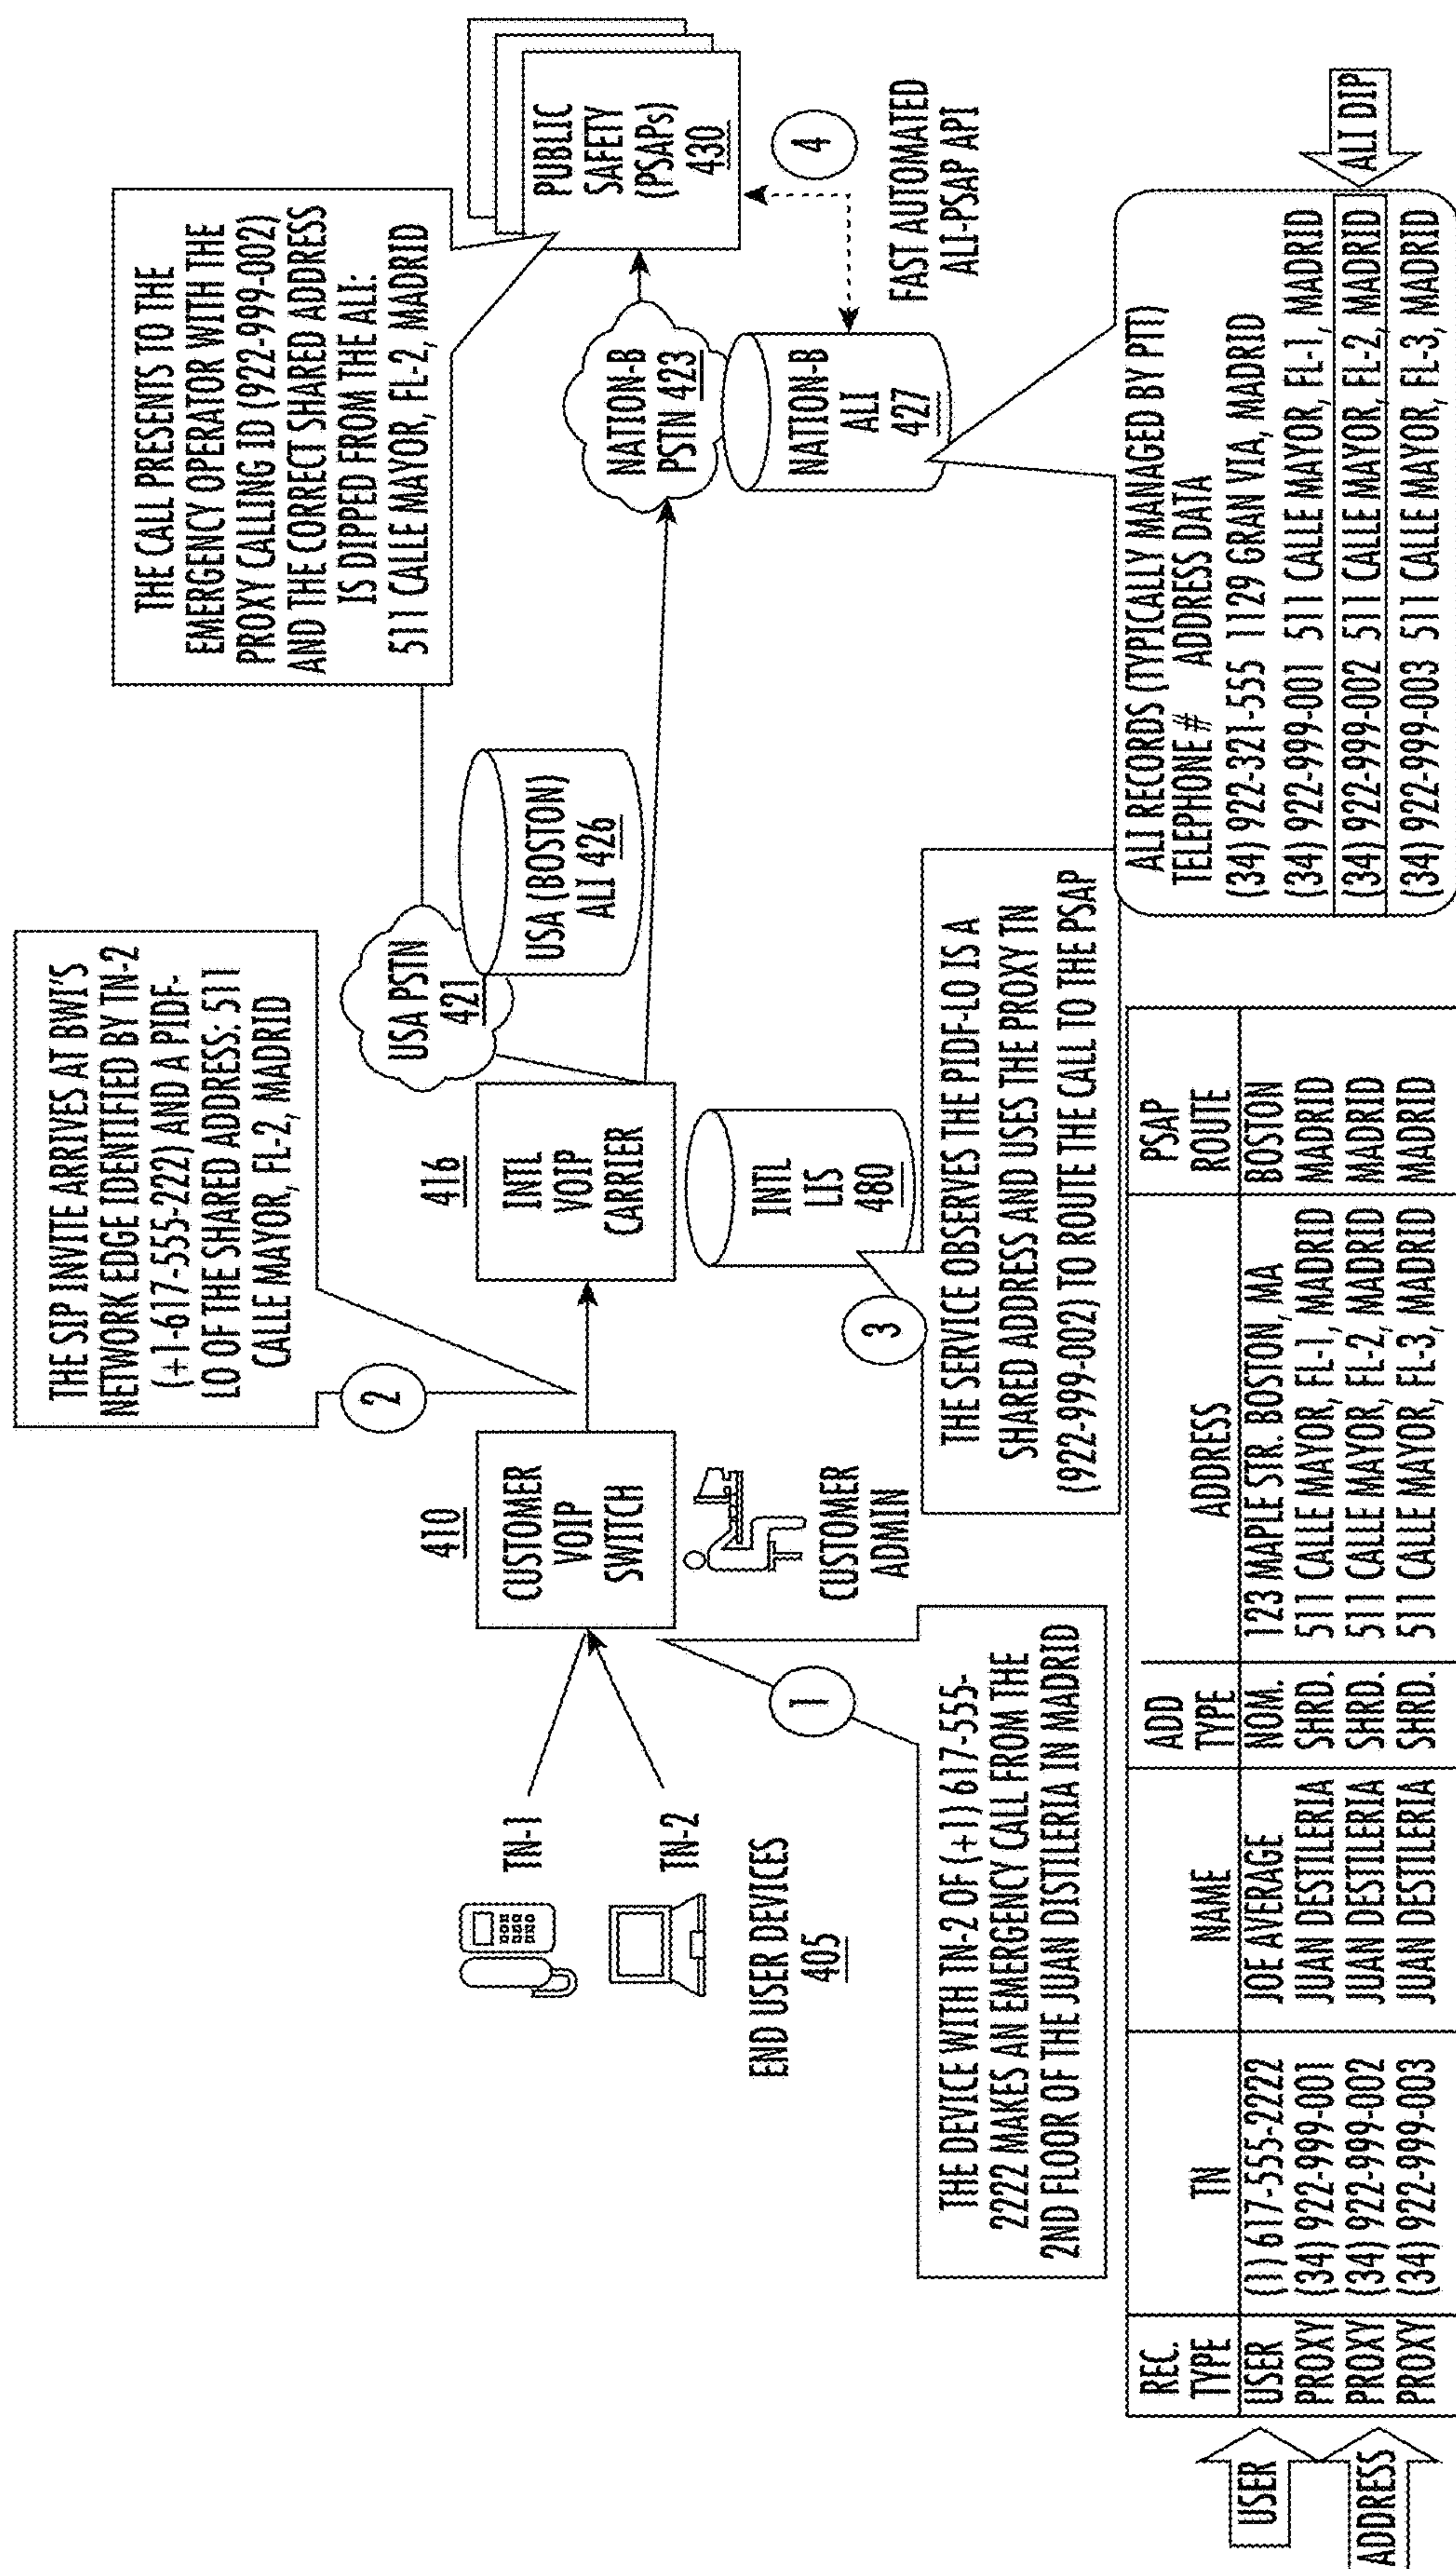 THE SIP INVITE ARRIVES AT BWI'S
NETWORK EDGE IDENTIFIED BY TN-2
(+1-617-555-222) AND A PIDF-
LO OF THE SHARED ADDRESS: 511
CALLE MAYOR, FL-2, MADRID
THE CALL PRESENTS TO THE
EMERGENCY OPERATOR WITH THE
PROXY CALLING ID (922-999-002)
AND THE CORRECT SHARED ADDRESS
IS DIPPED FROM THE ALI:
511 CALLE MAYOR, FL-2, MADRID
2
TN-1
TN-2
END USER DEVICES
405
410
CUSTOMER
VOIP
SWITCH
CUSTOMER
ADMIN
416
INTL
VOIP
CARRIER
INTL
LIS
480
USA PSTN
421
USA (BOSTON)
ALI 426
NATION-B
PSTN 423
NATION-B
ALI
427
PUBLIC
SAFETY
(PSAPs)
430
4
FAST AUTOMATED
ALI-PSAP API
1
THE DEVICE WITH TN-2 OF (+1) 617-555-
2222 MAKES AN EMERGENCY CALL FROM THE
2ND FLOOR OF THE JUAN DISTILERIA IN MADRID
3
THE SERVICE OBSERVES THE PIDF-LO IS A
SHARED ADDRESS AND USES THE PROXY TN
(922-999-002) TO ROUTE THE CALL TO THE PSAP
ALI RECORDS (TYPICALLY MANAGED BY PTT)
TELEPHONE # ADDRESS DATA
(34) 922-321-555 1129 GRAN VIA, MADRID
(34) 922-999-001 511 CALLE MAYOR, FL-1, MADRID
(34) 922-999-002 511 CALLE MAYOR, FL-2, MADRID
(34) 922-999-003 511 CALLE MAYOR, FL-3, MADRID
ALI DIP
REC. TYPE TN NAME ADD TYPE ADDRESS PSAP ROUTE
USER (1) 617-555-2222 JOE AVERAGE NOM. 123 MAPLE STR. BOSTON, MA BOSTON
PROXY (34) 922-999-001 JUAN DESTILERIA SHRD. 511 CALLE MAYOR, FL-1, MADRID MADRID
PROXY (34) 922-999-002 JUAN DESTILERIA SHRD. 511 CALLE MAYOR, FL-2, MADRID MADRID
PROXY (34) 922-999-003 JUAN DESTILERIA SHRD. 511 CALLE MAYOR, FL-3, MADRID MADRID
USER
ADDRESS